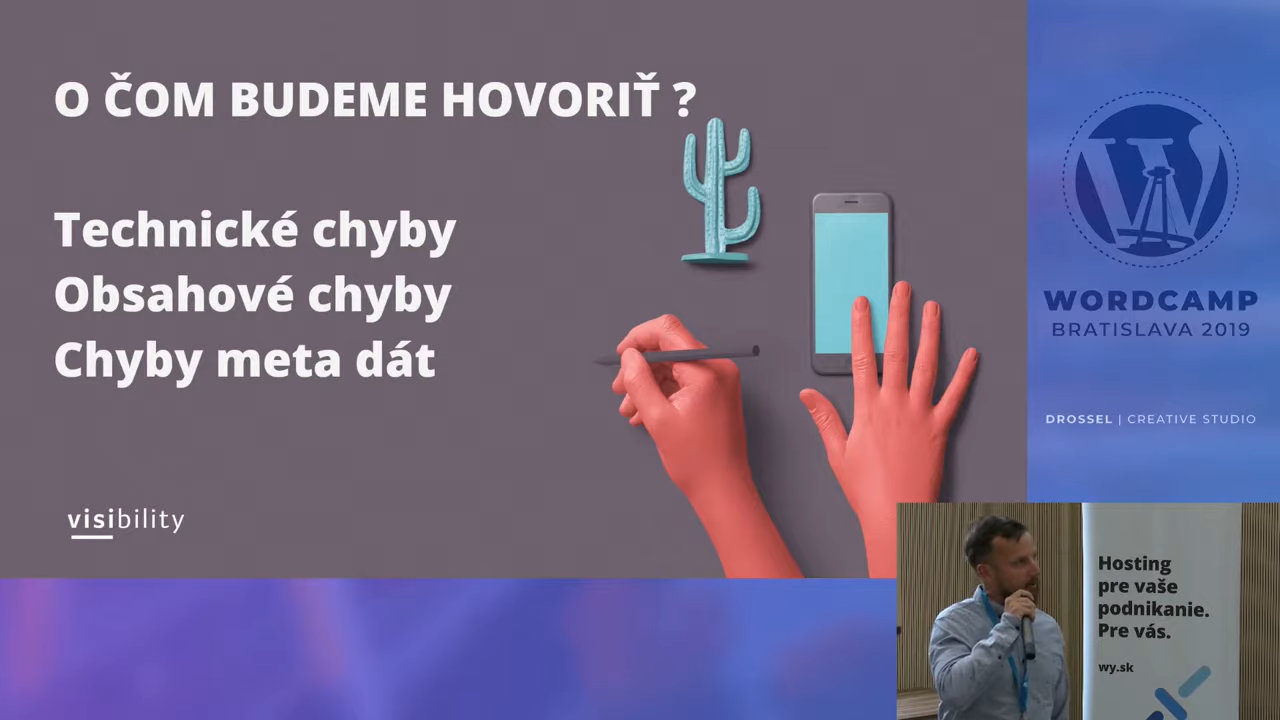 O ČOM BUDEME HOVORIŤ ?
Technické chyby
Obsahové chyby
Chyby meta dát
visibility
WORDCAMP
BRATISLAVA 2019
DROSSEL | CREATIVE STUDIO
Hosting
pre vaše
podnikanie.
Pre vás.
wy.sk